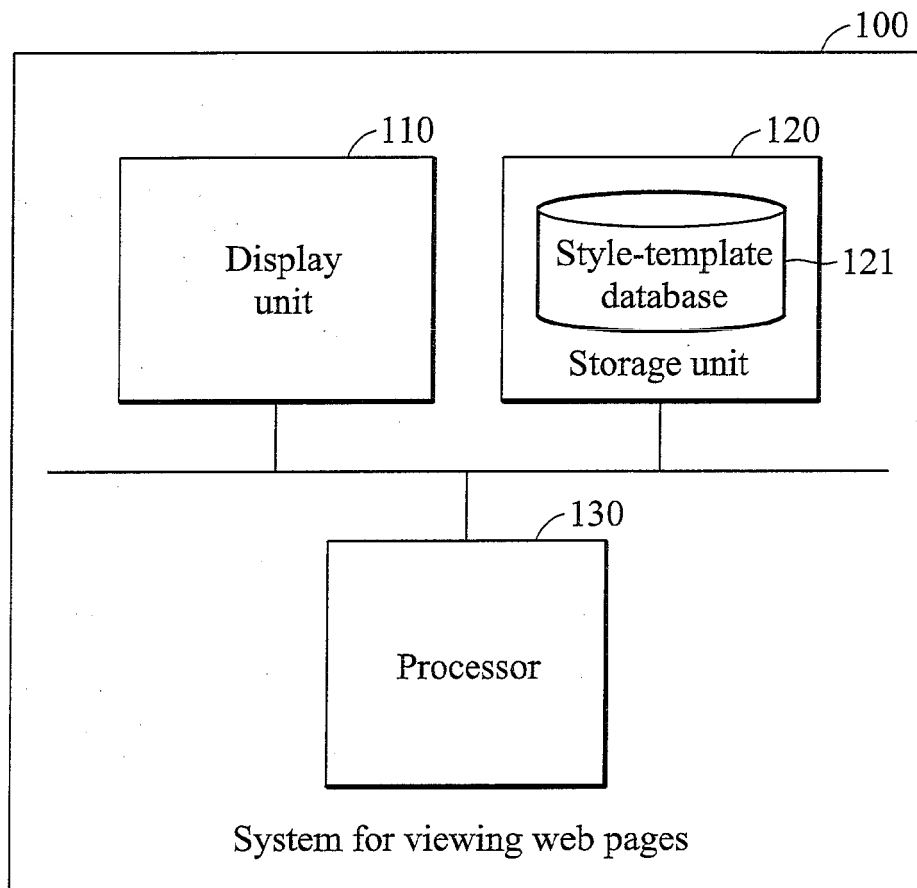 100
110
120
Display
unit
Style-template
database
121
Storage unit
130
Processor
System for viewing web pages